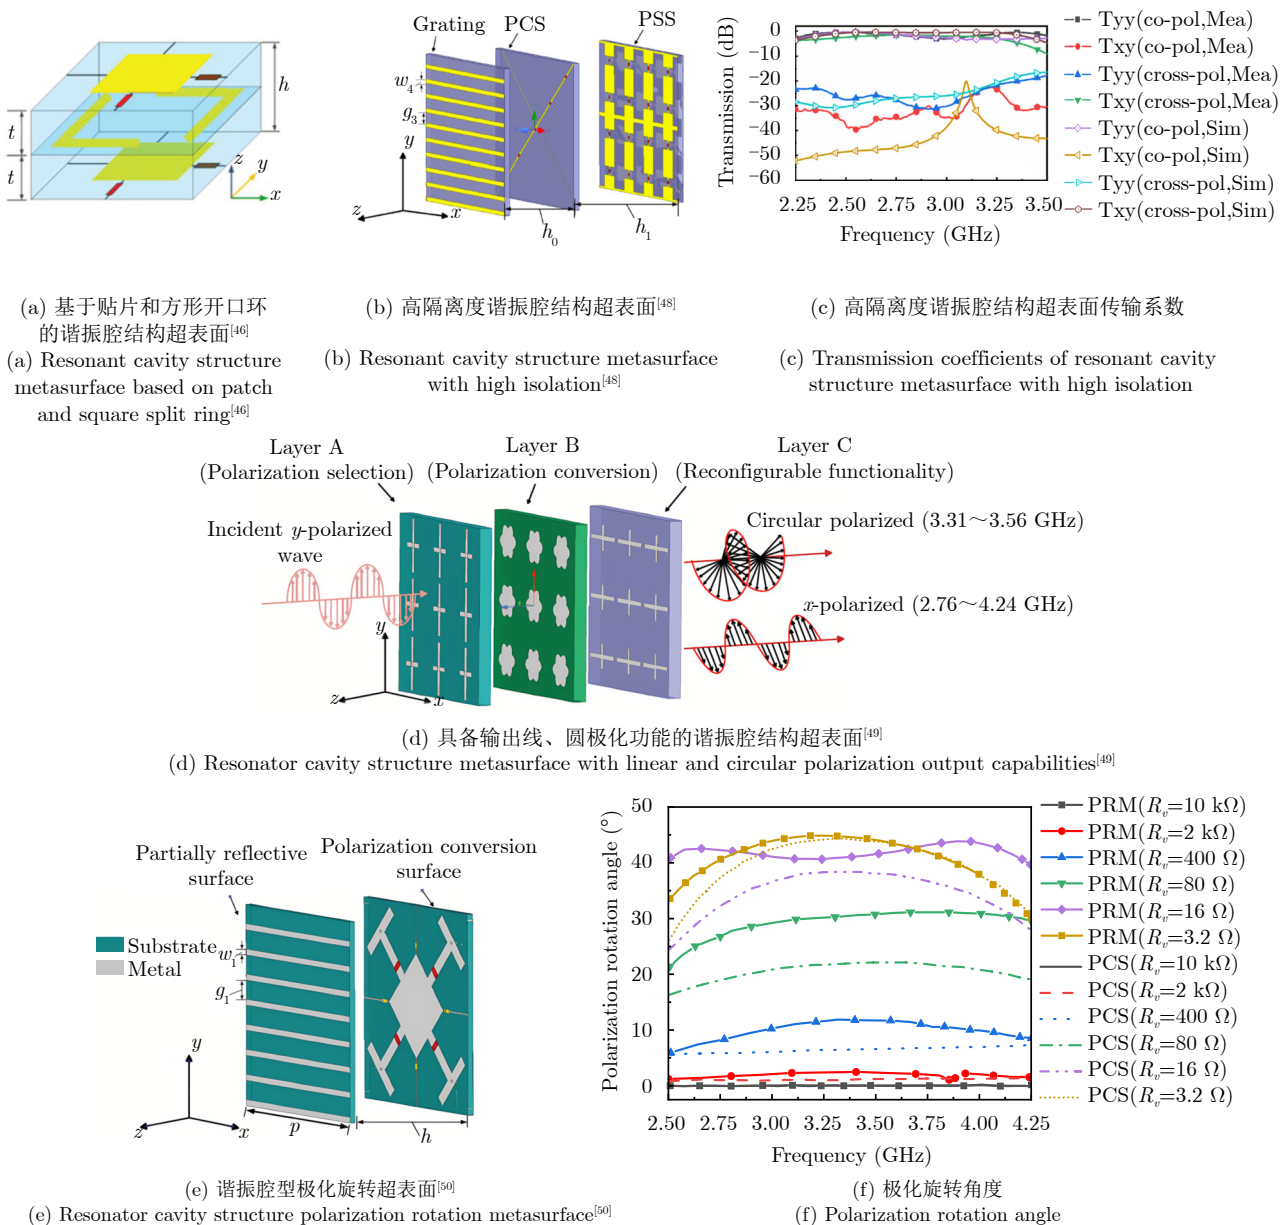 h
t
t
z
y
x
Grating
PCS
PSS
w4
g3
y
z
x
h0
h1
Transmission (dB)
0
−10
−20
−30
−40
−50
−60
2.25 2.50 2.75 3.00 3.25 3.50
Frequency (GHz)
Tyy(co-pol,Mea)
Txy(co-pol,Mea)
Tyy(cross-pol,Mea)
Txy(cross-pol,Mea)
Tyy(co-pol,Sim)
Txy(co-pol,Sim)
Tyy(cross-pol,Sim)
Txy(cross-pol,Sim)
(a) 基于贴片和方形开口环
的谐振腔结构超表面[46]
(a) Resonant cavity structure
metasurface based on patch
and square split ring[46]
(b) 高隔离度谐振腔结构超表面[48]
(b) Resonant cavity structure metasurface
with high isolation[48]
(c) 高隔离度谐振腔结构超表面传输系数
(c) Transmission coefficients of resonant cavity
structure metasurface with high isolation
Layer A
(Polarization selection)
Layer B
(Polarization conversion)
Layer C
(Reconfigurable functionality)
Incident y-polarized
wave
Circular polarized (3.31～3.56 GHz)
x-polarized (2.76～4.24 GHz)
y
z
x
(d) 具备输出线、圆极化功能的谐振腔结构超表面[49]
(d) Resonator cavity structure metasurface with linear and circular polarization output capabilities[49]
Partially reflective
surface
Polarization conversion
surface
Substrate
Metal
w1
g1
y
z
x
p
h
(e) 谐振腔型极化旋转超表面[50]
(e) Resonator cavity structure polarization rotation metasurface[50]
Polarization rotation angle (°)
50
40
30
20
10
0
2.50 2.75 3.00 3.25 3.50 3.75 4.00 4.25
Frequency (GHz)
PRM(Rv=10 kΩ)
PRM(Rv=2 kΩ)
PRM(Rv=400 Ω)
PRM(Rv=80 Ω)
PRM(Rv=16 Ω)
PRM(Rv=3.2 Ω)
PCS(Rv=10 kΩ)
PCS(Rv=2 kΩ)
PCS(Rv=400 Ω)
PCS(Rv=80 Ω)
PCS(Rv=16 Ω)
PCS(Rv=3.2 Ω)
(f) 极化旋转角度
(f) Polarization rotation angle